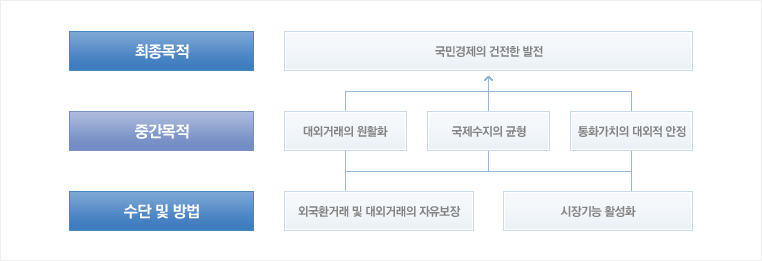 최종목적
국민경제의 건전한 발전
중간목적
대외거래의 원활화
국제수지의 균형
통화가치의 대외적 안정
수단 및 방법
외국환거래 및 대외거래의 자유보장
시장기능 활성화